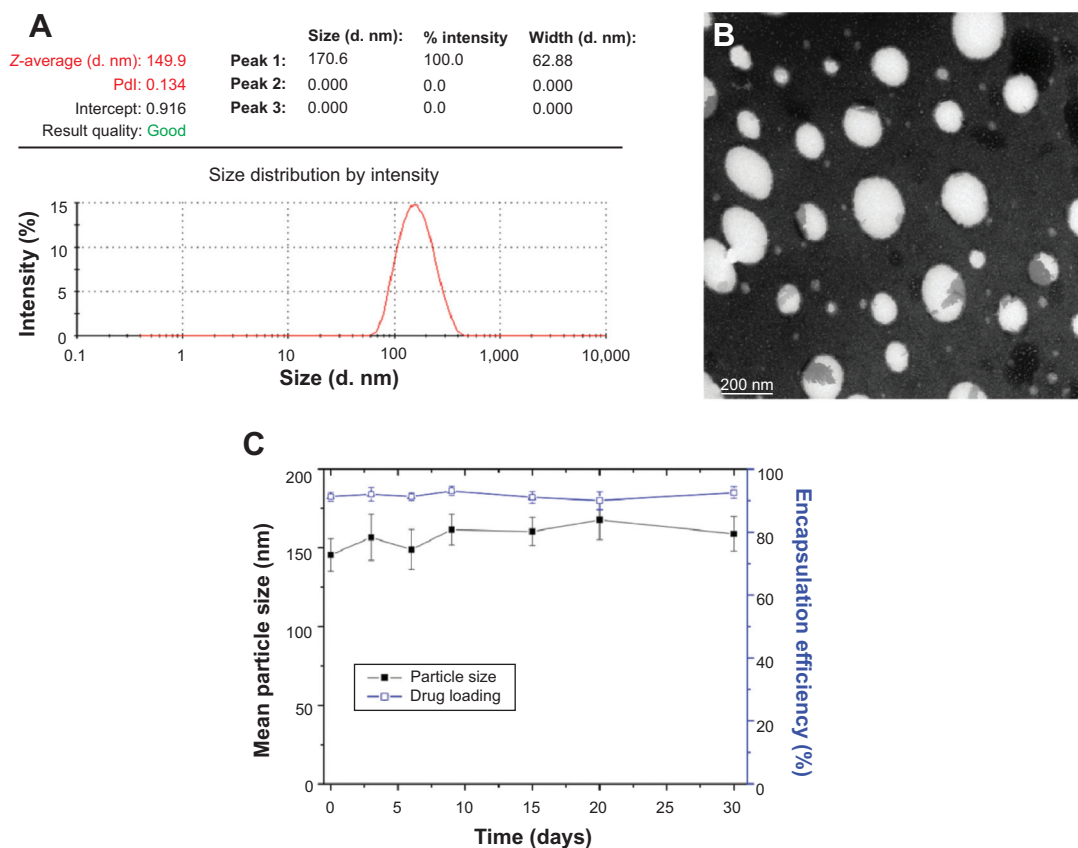 A
Z-average (d. nm): 149.9
PdI: 0.134
Intercept: 0.916
Result quality: Good
Size (d. nm): % intensity Width (d. nm):
Peak 1: 170.6 100.0 62.88
Peak 2: 0.000 0.0 0.000
Peak 3: 0.000 0.0 0.000
Size distribution by intensity
Intensity (%)
15
10
5
0
0.1 1 10 100 1,000 10,000
Size (d. nm)
B
200 nm
C
Mean particle size (nm)
200
150
100
50
0
Particle size
Drug loading
100
80
60
40
20
0
Encapsulation efficiency (%)
0 5 10 15 20 25 30
Time (days)